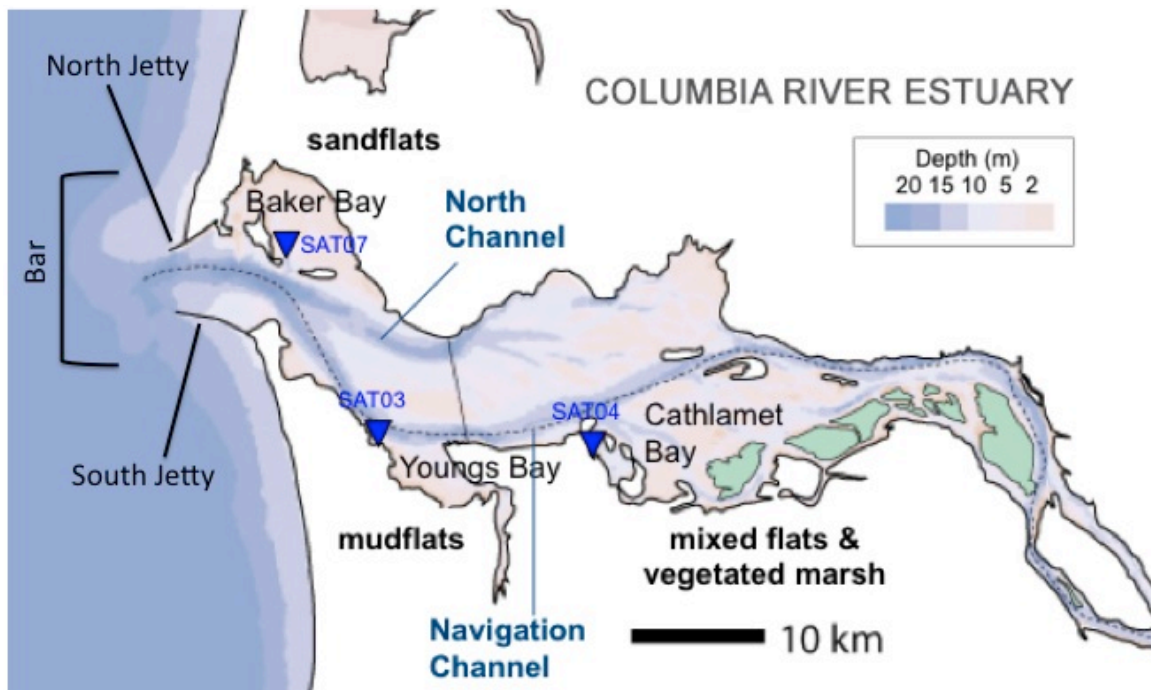 North Jetty
COLUMBIA RIVER ESTUARY
sandflats
Depth (m)
20 15 10 5 2
Baker Bay
North
Channel
SAT07
Bar
SAT03
SAT04
Cathlamet
Bay
Youngs Bay
South Jetty
mudflats
mixed flats &
vegetated marsh
Navigation
Channel
10 km